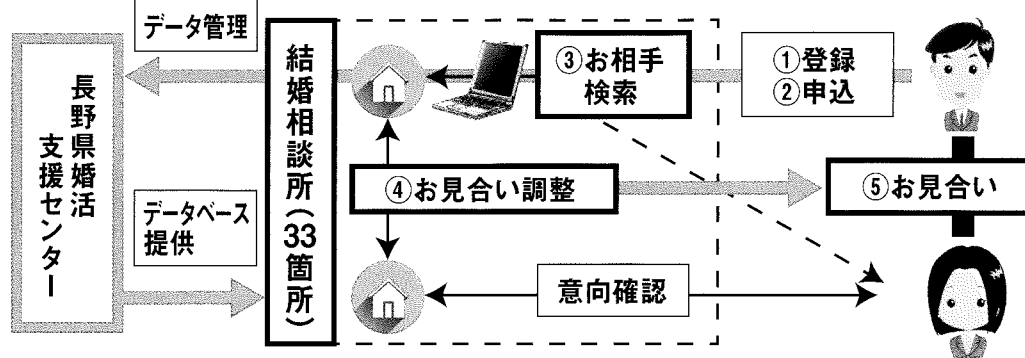 データ管理
長野県婚活
支援センター
データベース
提供
結婚相談所（33箇所）
③お相手
検索
①登録
②申込
④お見合い調整
⑤お見合い
意向確認